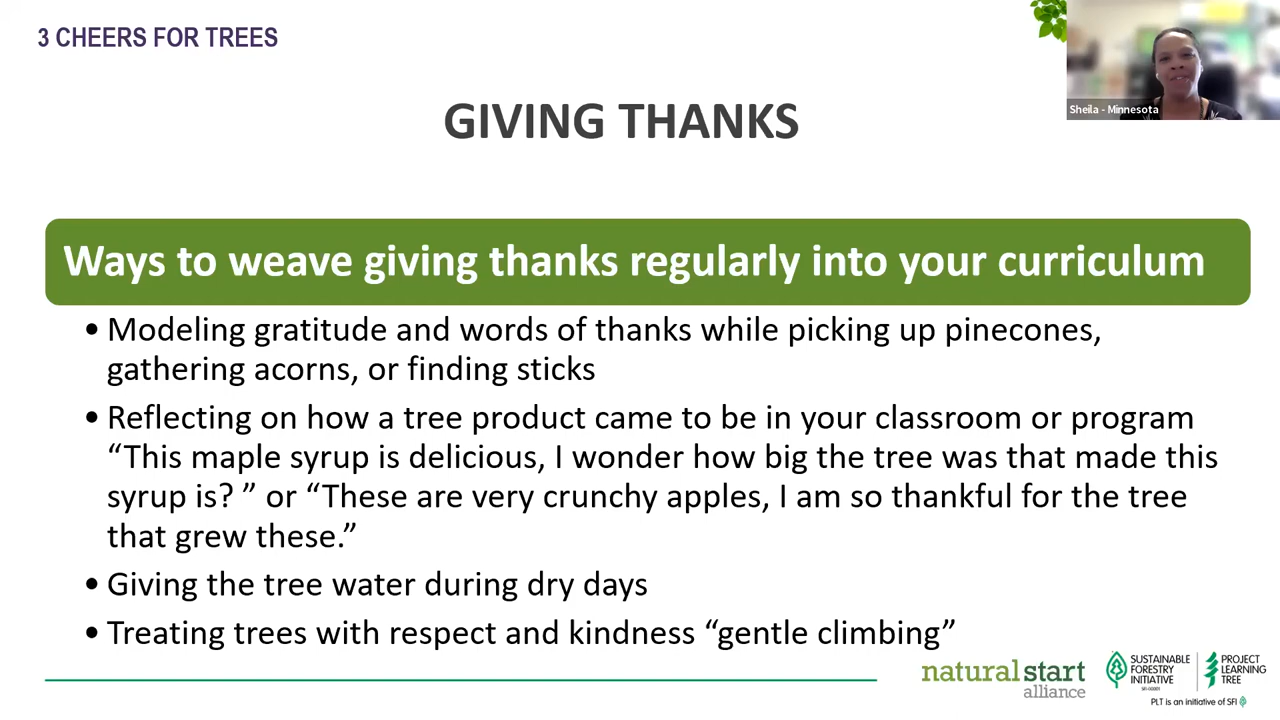 3 CHEERS FOR TREES
Sheila - Minnesota
GIVING THANKS
Ways to weave giving thanks regularly into your curriculum
• Modeling gratitude and words of thanks while picking up pinecones,
gathering acorns, or finding sticks
• Reflecting on how a tree product came to be in your classroom or program
“This maple syrup is delicious, I wonder how big the tree was that made this
syrup is? ” or “These are very crunchy apples, I am so thankful for the tree
that grew these.”
• Giving the tree water during dry days
• Treating trees with respect and kindness “gentle climbing”
natural start
alliance
SUSTAINABLE
FORESTRY
INITIATIVE
SFI-00001
PROJECT
LEARNING
TREE
PLT is an initiative of SFI